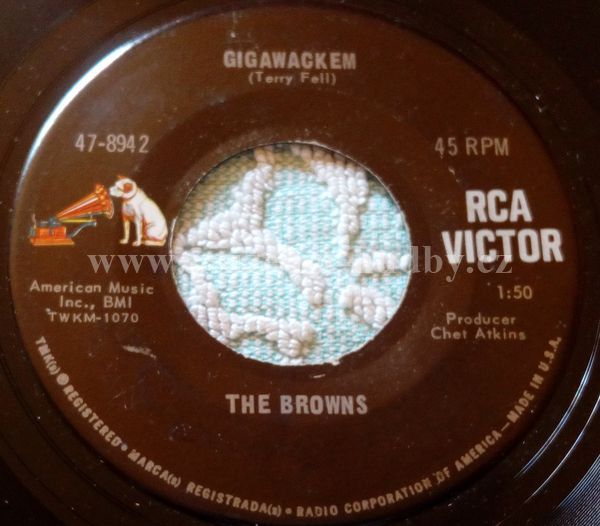 GIGAWACKEM
(Terry Fell)
47-8942
45 RPM
RCA
VICTOR
American Music
Inc., BMI
TWKM-1070
1:50
Producer
Chet Atkins
THE BROWNS
TMK(s) ® REGISTERED • MARCA(s) REGISTRADA(s) • RADIO CORPORATION OF AMERICA—MADE IN U.S.A.